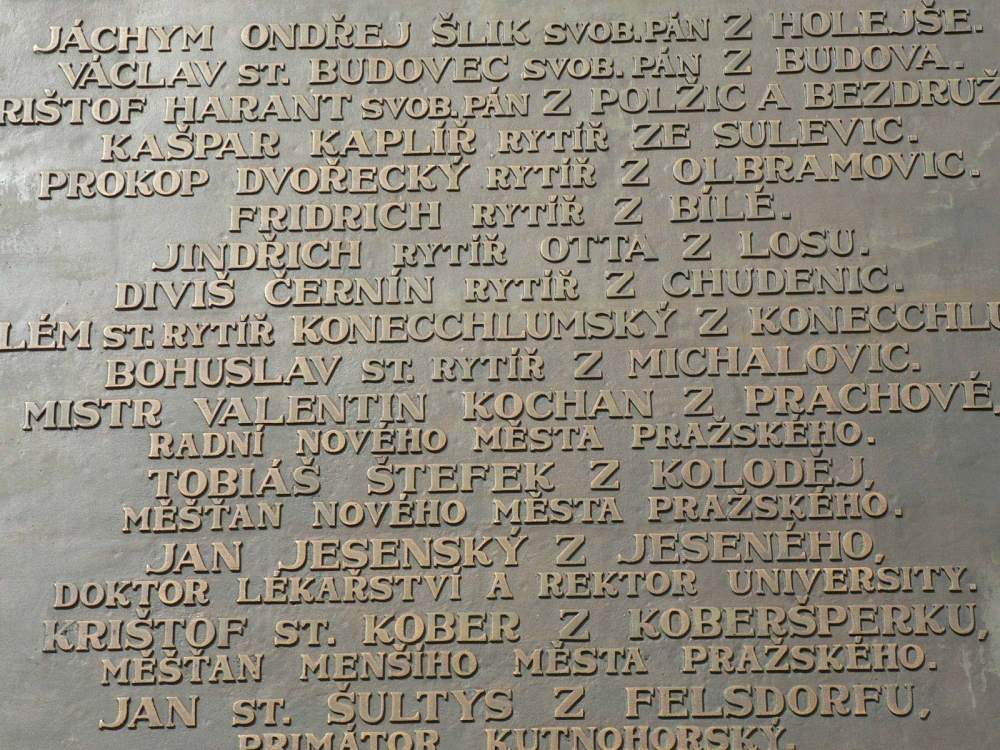 JÁCHYM ONDŘEJ ŠLIK SVOB.PÁN Z HOLEJŠE.
VÁCLAV ST. BUDOVEC SVOB. PÁN Z BUDOVA.
RIŠTOF HARANT SVOB.PÁN Z POLŽIC A BEZDRUŽ
KAŠPAR KAPLÍŘ RYTÍŘ ZE SULEVIC.
PROKOP DVOŘECKÝ RYTÍŘ Z OLBRAMOVIC.
FRIDRICH RYTÍŘ Z BÍLÉ.
JINDŘICH RYTÍŘ OTTA Z LOSU.
DIVIŠ ČERNÍN RYTÍŘ Z CHUDENIC.
LÉM ST. RYTÍŘ KONECCHLUMSKÝ Z KONECCHLU
BOHUSLAV ST. RYTÍŘ Z MICHALOVIC.
MISTR VALENTIN KOCHAN Z PRACHOVÉ,
RADNÍ NOVÉHO MĚSTA PRAŽSKÉHO.
TOBIÁŠ ŠTEFEK Z KOLODĚJ,
MĚŠŤAN NOVÉHO MĚSTA PRAŽSKÉHO.
JAN JESENSKÝ Z JESENÉHO,
DOKTOR LÉKAŘSTVÍ A REKTOR UNIVERSITY.
KRIŠTOF ST. KOBER Z KOBERŠPERKU,
MĚŠŤAN MENŠÍHO MĚSTA PRAŽSKÉHO.
JAN ST. ŠULTYS Z FELSDORFU,
PRIMÁTOR KUTNOHORSKÝ.